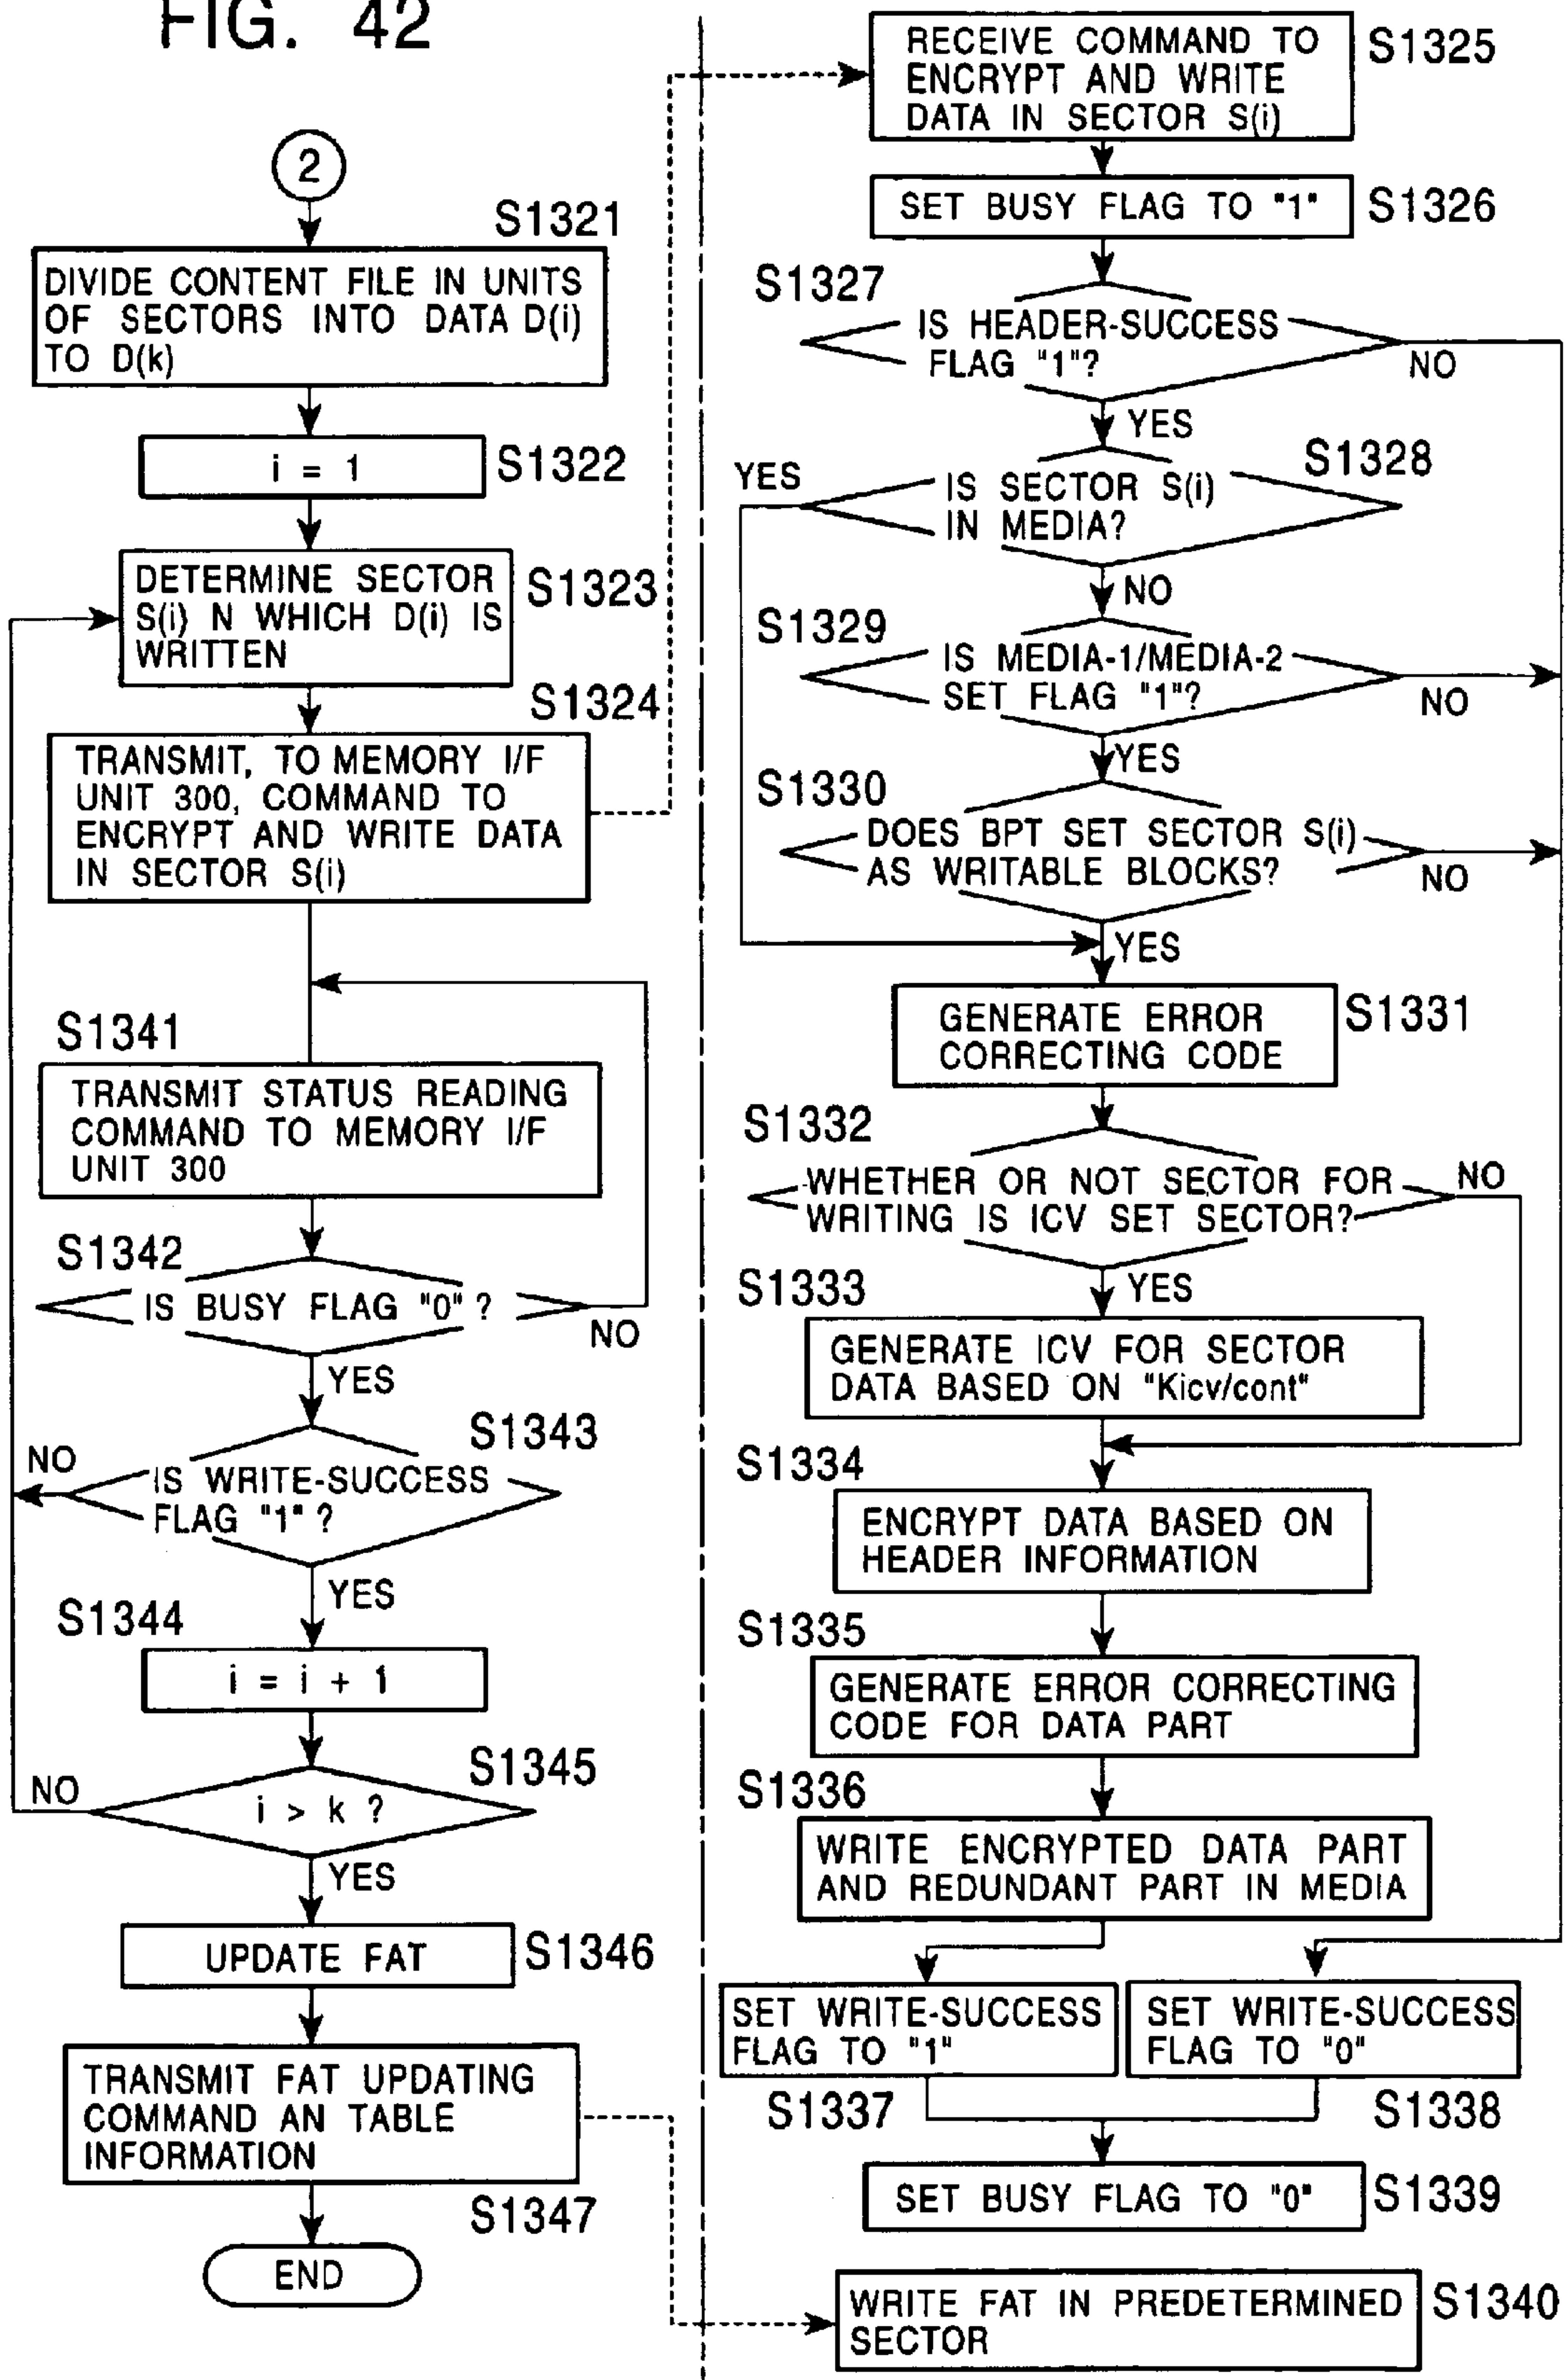 FIG. 42
2
S1321
DIVIDE CONTENT FILE IN UNITS
OF SECTORS INTO DATA D(i)
TO D(k)
i = 1
S1322
DETERMINE SECTOR
S(i) N WHICH D(i) IS
WRITTEN
S1323
S1324
TRANSMIT, TO MEMORY I/F
UNIT 300, COMMAND TO
ENCRYPT AND WRITE DATA
IN SECTOR S(i)
S1341
TRANSMIT STATUS READING
COMMAND TO MEMORY I/F
UNIT 300
S1342
IS BUSY FLAG "0" ?
NO
YES
S1343
NO
IS WRITE-SUCCESS
FLAG "1" ?
YES
S1344
i = i + 1
S1345
NO
i > k ?
YES
UPDATE FAT
S1346
TRANSMIT FAT UPDATING
COMMAND AN TABLE
INFORMATION
S1347
END
RECEIVE COMMAND TO
ENCRYPT AND WRITE
DATA IN SECTOR S(i)
S1325
SET BUSY FLAG TO "1"
S1326
S1327
IS HEADER-SUCCESS
FLAG "1"?
NO
YES
S1328
YES
IS SECTOR S(i)
IN MEDIA?
NO
S1329
IS MEDIA-1/MEDIA-2
SET FLAG "1"?
NO
YES
S1330
DOES BPT SET SECTOR S(i)
AS WRITABLE BLOCKS?
NO
YES
GENERATE ERROR
CORRECTING CODE
S1331
S1332
WHETHER OR NOT SECTOR FOR
WRITING IS ICV SET SECTOR?
NO
YES
S1333
GENERATE ICV FOR SECTOR
DATA BASED ON "Kicv/cont"
S1334
ENCRYPT DATA BASED ON
HEADER INFORMATION
S1335
GENERATE ERROR CORRECTING
CODE FOR DATA PART
S1336
WRITE ENCRYPTED DATA PART
AND REDUNDANT PART IN MEDIA
SET WRITE-SUCCESS
FLAG TO "1"
S1337
SET WRITE-SUCCESS
FLAG TO "0"
S1338
SET BUSY FLAG TO "0"
S1339
WRITE FAT IN PREDETERMINED
SECTOR
S1340